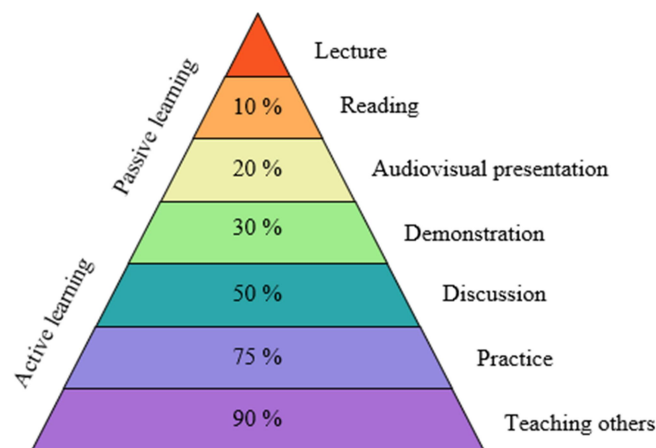 Lecture
10 %
Reading
20 %
Audiovisual presentation
30 %
Demonstration
50 %
Discussion
75 %
Practice
90 %
Teaching others
Passive learning
Active learning